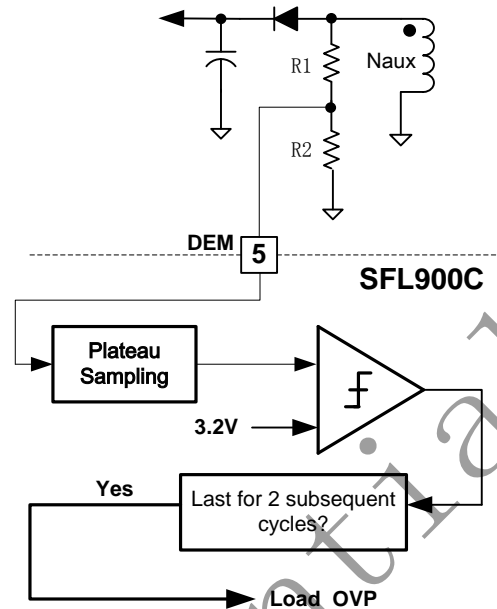 R1
Naux
R2
DEM
5
SFL900C
Plateau
Sampling
3.2V
Yes
Last for 2 subsequent
cycles?
Load OVP